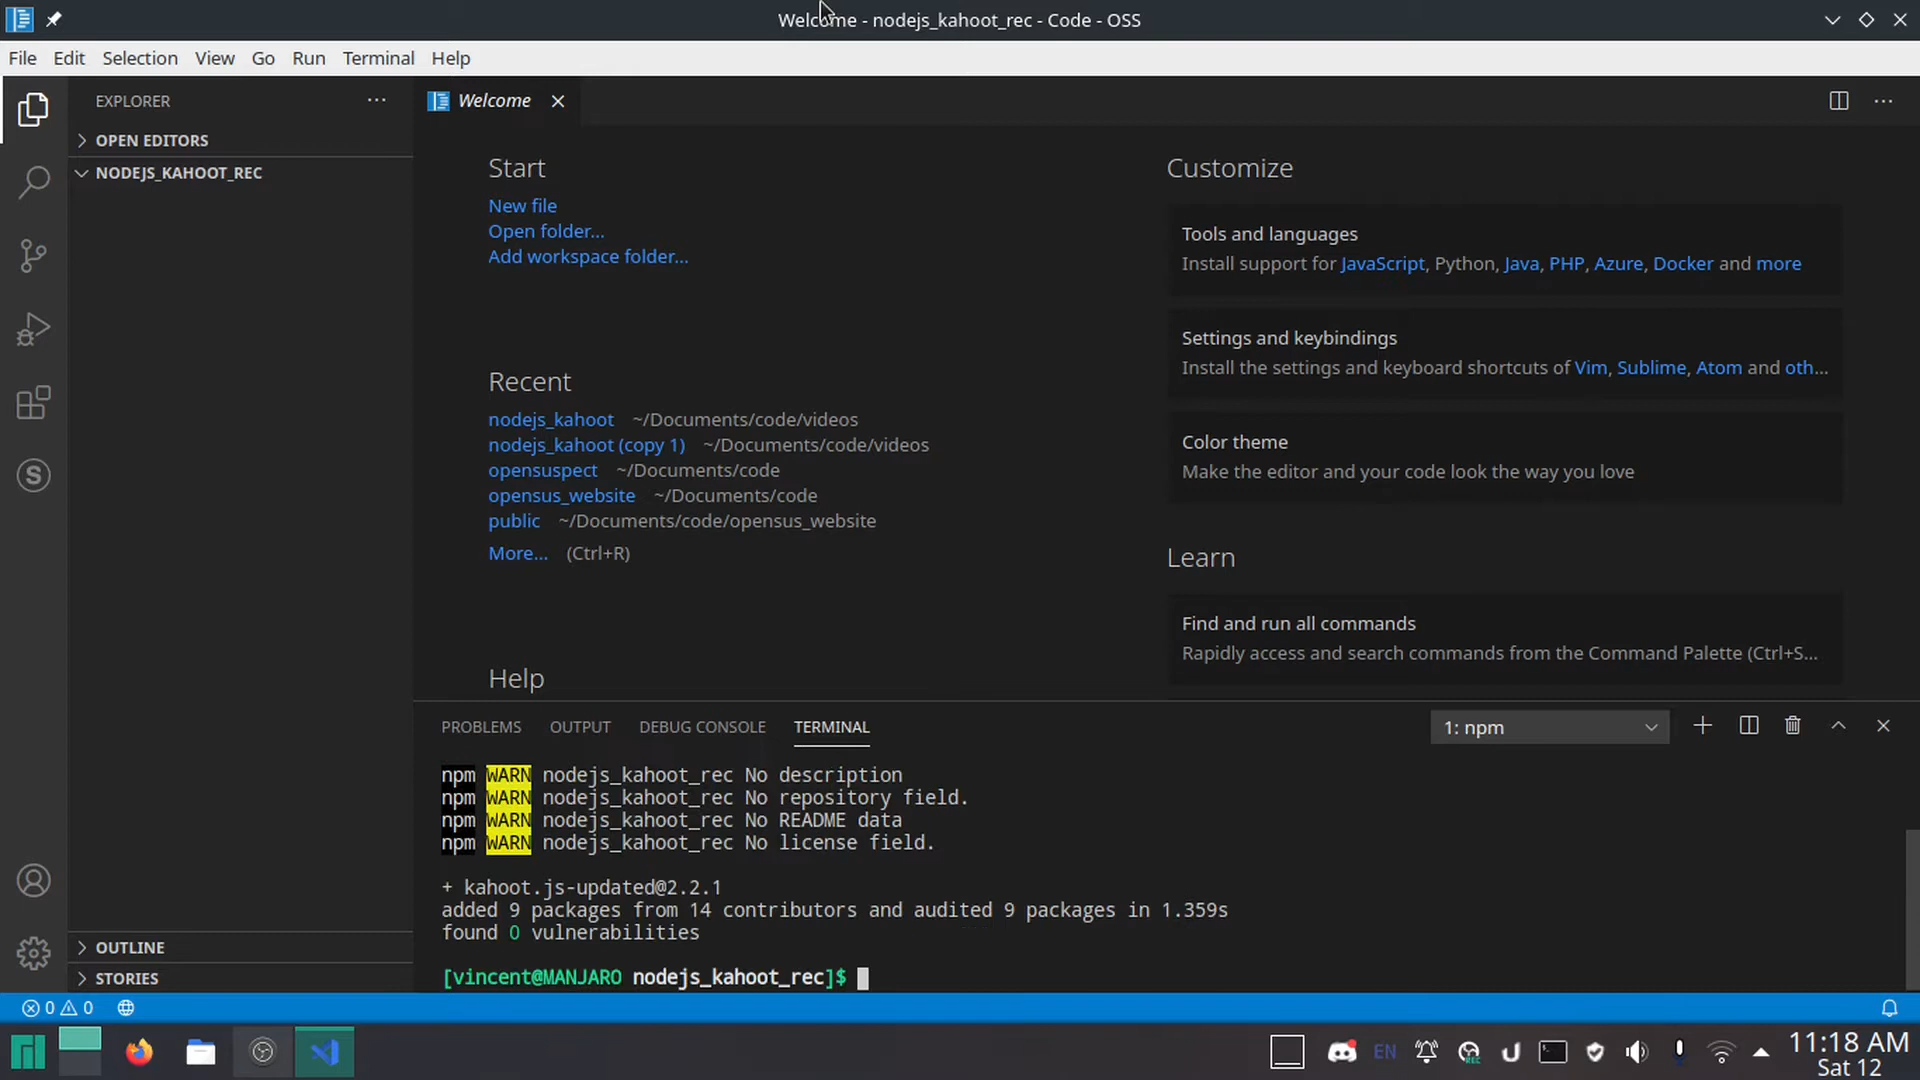 Welcome - nodejs_kahoot_rec - Code - OSS
File Edit Selection View Go Run Terminal Help
EXPLORER
OPEN EDITORS
NODEJS_KAHOOT_REC
OUTLINE
STORIES
Welcome
Start
New file
Open folder...
Add workspace folder...
Recent
nodejs_kahoot ~/Documents/code/videos
nodejs_kahoot (copy 1) ~/Documents/code/videos
opensuspect ~/Documents/code
opensus_website ~/Documents/code
public ~/Documents/code/opensus_website
More... (Ctrl+R)
Help
Customize
Tools and languages
Install support for JavaScript, Python, Java, PHP, Azure, Docker and more
Settings and keybindings
Install the settings and keyboard shortcuts of Vim, Sublime, Atom and oth...
Color theme
Make the editor and your code look the way you love
Learn
Find and run all commands
Rapidly access and search commands from the Command Palette (Ctrl+S...
PROBLEMS OUTPUT DEBUG CONSOLE TERMINAL 1: npm
npm WARN nodejs_kahoot_rec No description
npm WARN nodejs_kahoot_rec No repository field.
npm WARN nodejs_kahoot_rec No README data
npm WARN nodejs_kahoot_rec No license field.
+ kahoot.js-updated@2.2.1
added 9 packages from 14 contributors and audited 9 packages in 1.359s
found 0 vulnerabilities
[vincent@MANJARO nodejs_kahoot_rec]$
0 0
EN
REC
11:18 AM
Sat 12